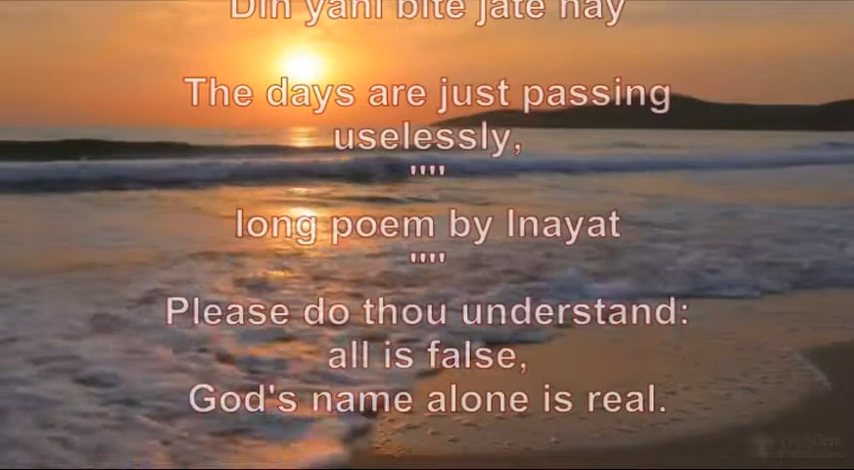 Din yani bite jate hay
The days are just passing
uselessly,
""
long poem by Inayat
""
Please do thou understand:
all is false,
God's name alone is real.